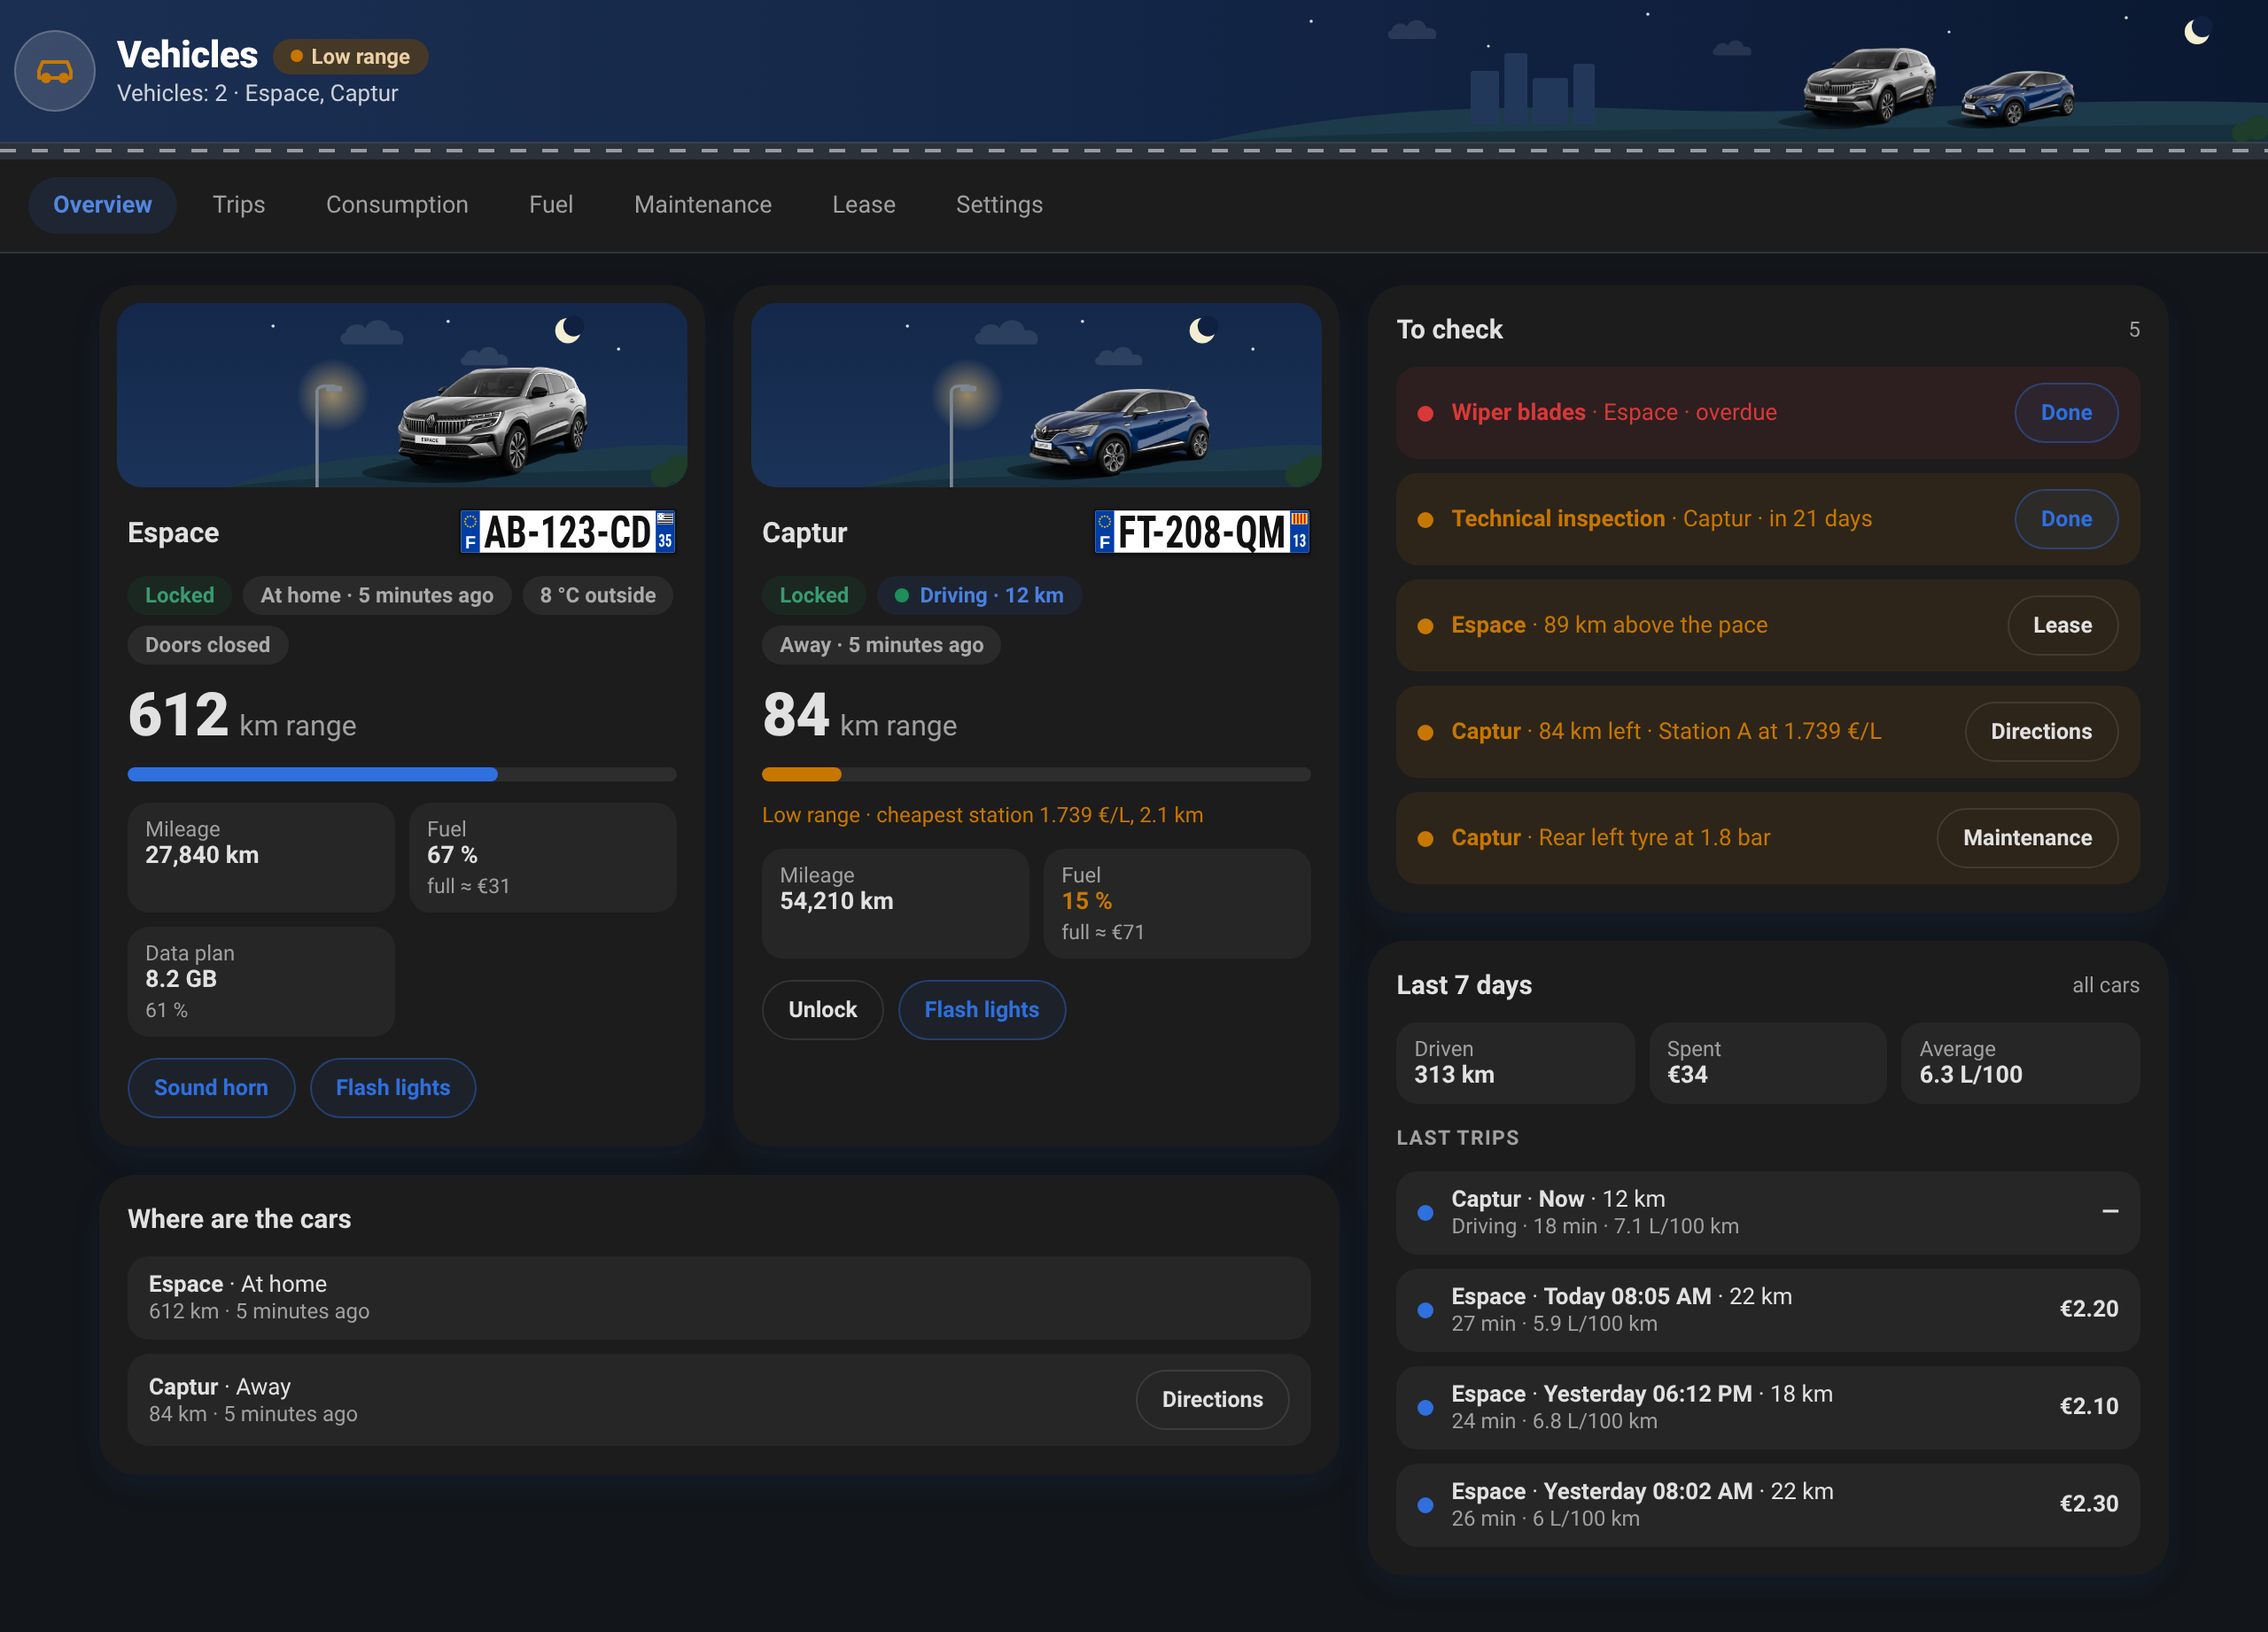 Vehicles
Low range
Vehicles: 2 · Espace, Captur
Overview
Trips
Consumption
Fuel
Maintenance
Lease
Settings
ESPACE
Espace
F AB-123-CD 35
Locked
At home · 5 minutes ago
8 °C outside
Doors closed
612 km range
Mileage
27,840 km
Fuel
67 %
full ≈ €31
Data plan
8.2 GB
61 %
Sound horn
Flash lights
CAPTUR
Captur
F FT-208-QM 13
Locked
Driving · 12 km
Away · 5 minutes ago
84 km range
Low range · cheapest station 1.739 €/L, 2.1 km
Mileage
54,210 km
Fuel
15 %
full ≈ €71
Unlock
Flash lights
Where are the cars
Espace · At home
612 km · 5 minutes ago
Captur · Away
84 km · 5 minutes ago
Directions
To check
5
Wiper blades · Espace · overdue
Done
Technical inspection · Captur · in 21 days
Done
Espace · 89 km above the pace
Lease
Captur · 84 km left · Station A at 1.739 €/L
Directions
Captur · Rear left tyre at 1.8 bar
Maintenance
Last 7 days
all cars
Driven
313 km
Spent
€34
Average
6.3 L/100
LAST TRIPS
Captur · Now · 12 km
Driving · 18 min · 7.1 L/100 km
–
Espace · Today 08:05 AM · 22 km
27 min · 5.9 L/100 km
€2.20
Espace · Yesterday 06:12 PM · 18 km
24 min · 6.8 L/100 km
€2.10
Espace · Yesterday 08:02 AM · 22 km
26 min · 6 L/100 km
€2.30